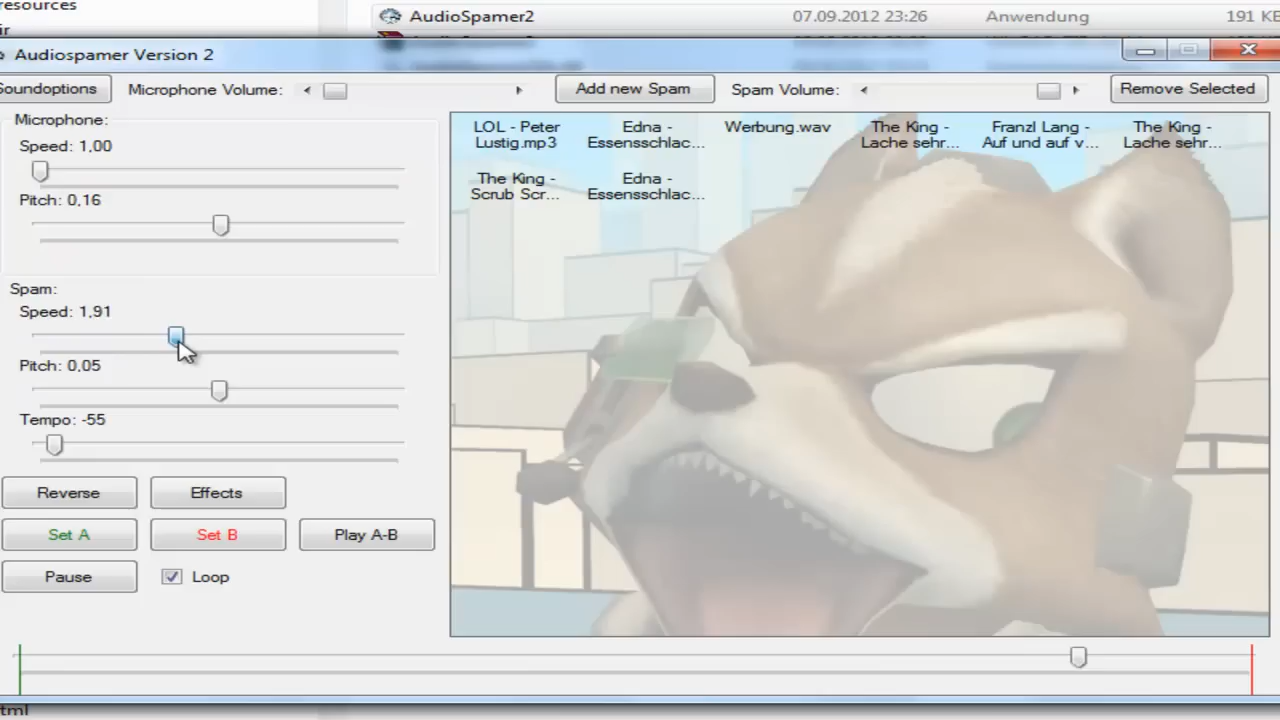 resources
AudioSpamer2 07.09.2012 23:26 Anwendung 191 KB
Audiospamer Version 2
Soundoptions Microphone Volume: Add new Spam Spam Volume: Remove Selected
Microphone:
Speed: 1,00
Pitch: 0,16
Spam:
Speed: 1,91
Pitch: 0,05
Tempo: -55
Reverse Effects
Set A Set B Play A-B
Pause Loop
LOL - Peter Lustig.mp3
Edna - Essensschlac...
Werbung.wav
The King - Lache sehr...
Franzl Lang - Auf und auf v...
The King - Lache sehr...
The King - Scrub Scr...
Edna - Essensschlac...
tml